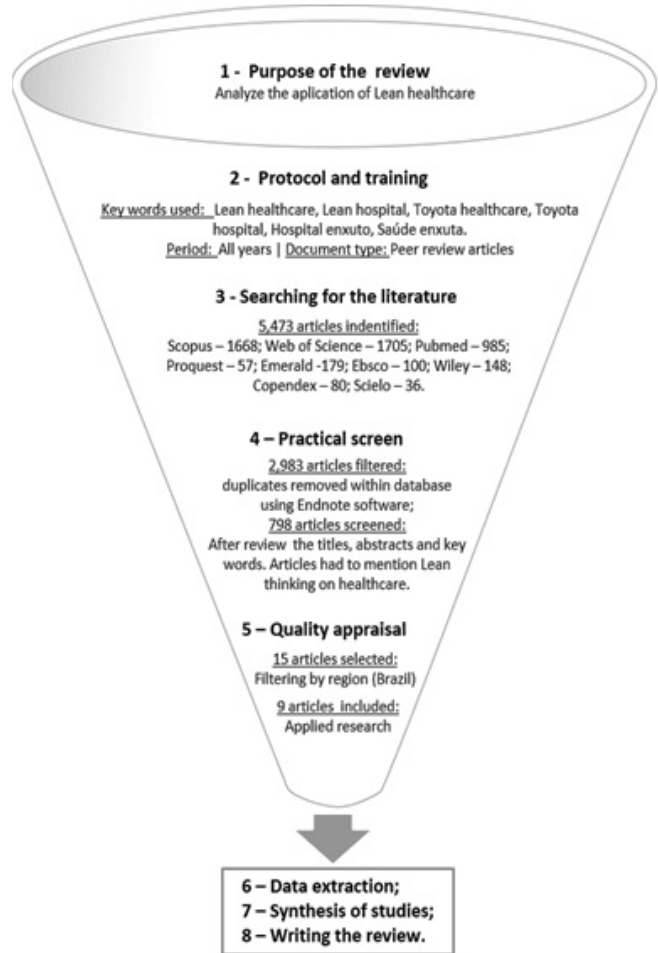 1 - Purpose of the review
Analyze the aplication of Lean healthcare
2 - Protocol and training
Key words used: Lean healthcare, Lean hospital, Toyota healthcare, Toyota
hospital, Hospital enxuto, Saúde enxuta.
Period: All years | Document type: Peer review articles
3 - Searching for the literature
5,473 articles indentified:
Scopus – 1668; Web of Science – 1705; Pubmed – 985;
Proquest – 57; Emerald -179; Ebsco – 100; Wiley – 148;
Copendex – 80; Scielo – 36.
4 – Practical screen
2,983 articles filtered:
duplicates removed within database
using Endnote software;
798 articles screened:
After review the titles, abstracts and key
words. Articles had to mention Lean
thinking on healthcare.
5 – Quality appraisal
15 articles selected:
Filtering by region (Brazil)
9 articles included:
Applied research
6 – Data extraction;
7 – Synthesis of studies;
8 – Writing the review.